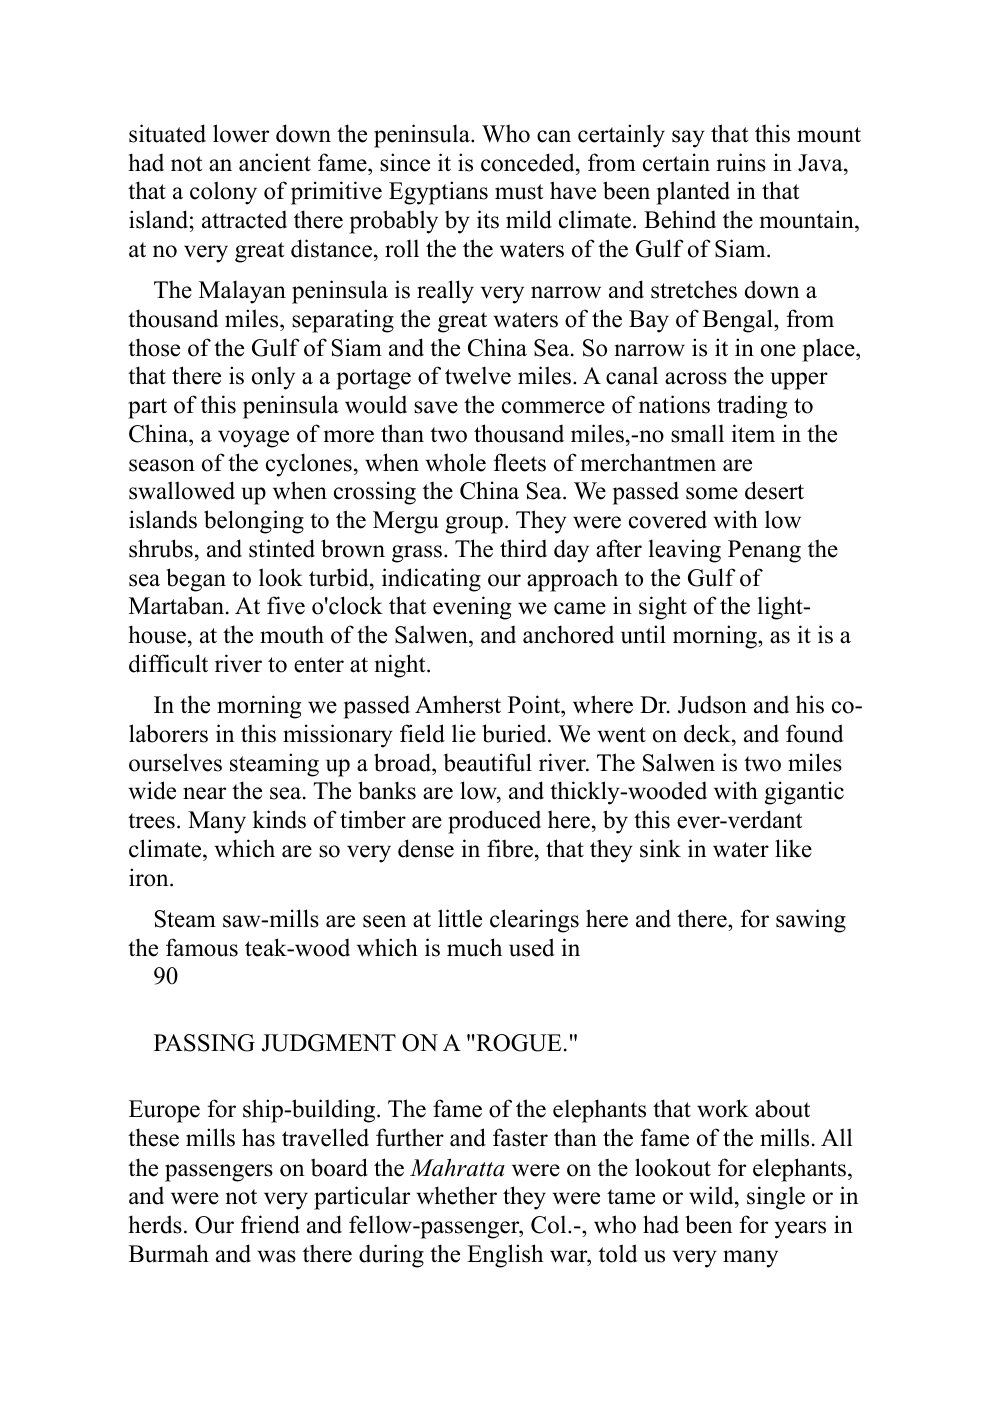 situated lower down the peninsula. Who can certainly say that this mount
had not an ancient fame, since it is conceded, from certain ruins in Java,
that a colony of primitive Egyptians must have been planted in that
island; attracted there probably by its mild climate. Behind the mountain,
at no very great distance, roll the the waters of the Gulf of Siam.
The Malayan peninsula is really very narrow and stretches down a
thousand miles, separating the great waters of the Bay of Bengal, from
those of the Gulf of Siam and the China Sea. So narrow is it in one place,
that there is only a a portage of twelve miles. A canal across the upper
part of this peninsula would save the commerce of nations trading to
China, a voyage of more than two thousand miles,-no small item in the
season of the cyclones, when whole fleets of merchantmen are
swallowed up when crossing the China Sea. We passed some desert
islands belonging to the Mergu group. They were covered with low
shrubs, and stinted brown grass. The third day after leaving Penang the
sea began to look turbid, indicating our approach to the Gulf of
Martaban. At five o'clock that evening we came in sight of the light-
house, at the mouth of the Salwen, and anchored until morning, as it is a
difficult river to enter at night.
In the morning we passed Amherst Point, where Dr. Judson and his co-
laborers in this missionary field lie buried. We went on deck, and found
ourselves steaming up a broad, beautiful river. The Salwen is two miles
wide near the sea. The banks are low, and thickly-wooded with gigantic
trees. Many kinds of timber are produced here, by this ever-verdant
climate, which are so very dense in fibre, that they sink in water like
iron.
Steam saw-mills are seen at little clearings here and there, for sawing
the famous teak-wood which is much used in
90
PASSING JUDGMENT ON A "ROGUE."
Europe for ship-building. The fame of the elephants that work about
these mills has travelled further and faster than the fame of the mills. All
the passengers on board the Mahratta were on the lookout for elephants,
and were not very particular whether they were tame or wild, single or in
herds. Our friend and fellow-passenger, Col.-, who had been for years in
Burmah and was there during the English war, told us very many